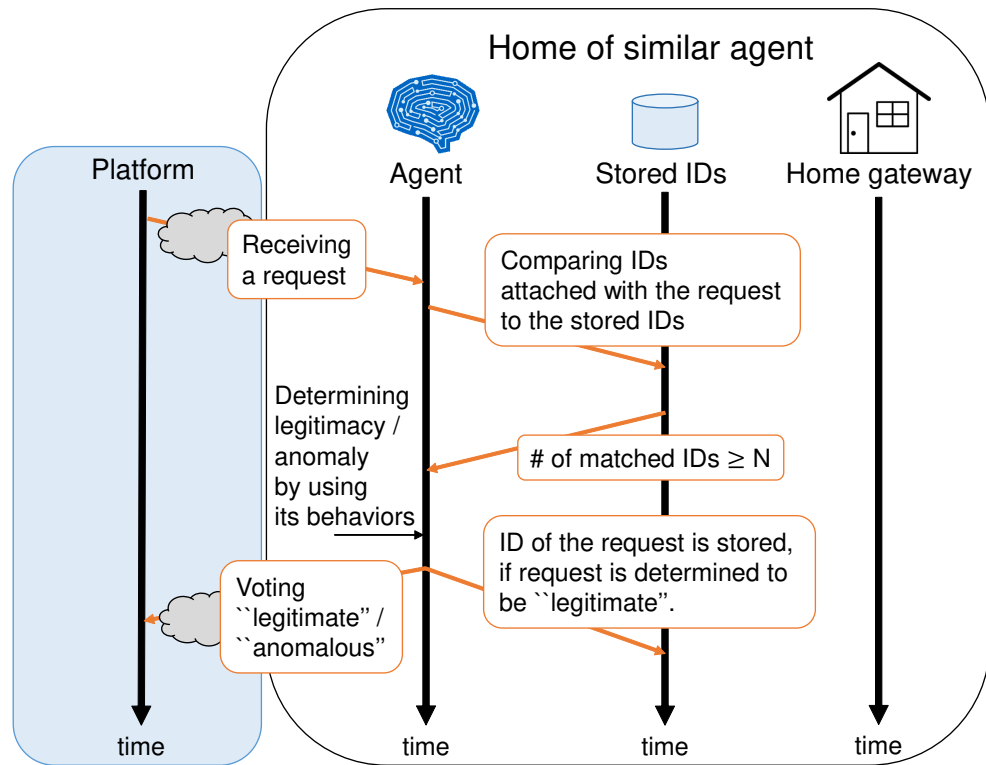 Home of similar agent
Platform
Agent
Stored IDs
Home gateway
Receiving
a request
Comparing IDs
attached with the request
to the stored IDs
Determining
legitimacy /
anomaly
by using
its behaviors
# of matched IDs ≥ N
ID of the request is stored,
if request is determined to
be ``legitimate”.
Voting
``legitimate” /
``anomalous”
time
time
time
time